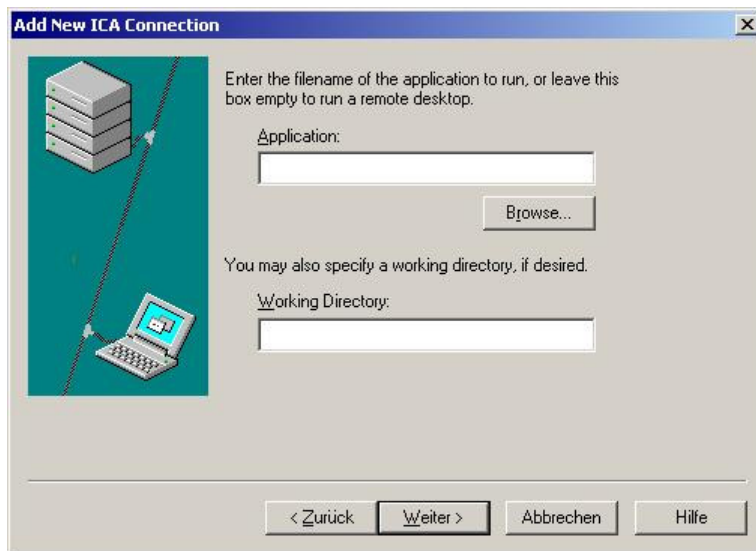 Add New ICA Connection
Enter the filename of the application to run, or leave this
box empty to run a remote desktop.
Application:
Browse...
You may also specify a working directory, if desired.
Working Directory:
< Zurück
Weiter >
Abbrechen
Hilfe